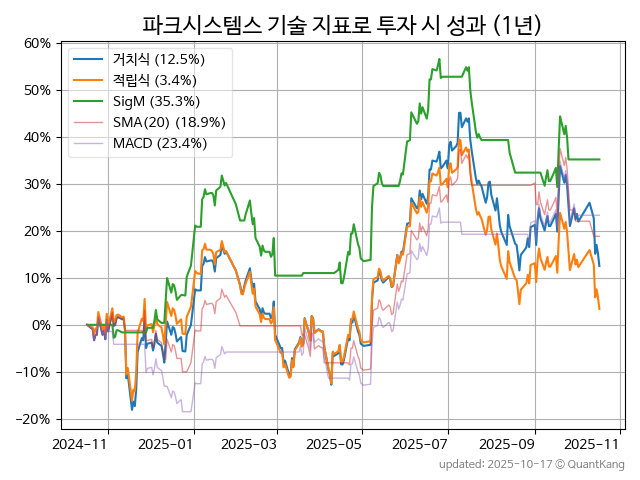 파크시스템스 기술 지표로 투자 시 성과 (1년)
60%
50%
40%
30%
20%
10%
0%
−10%
−20%
거치식 (12.5%)
적립식 (3.4%)
SigM (35.3%)
SMA(20) (18.9%)
MACD (23.4%)
2024−11
2025−01
2025−03
2025−05
2025−07
2025−09
2025−11
updated: 2025-10-17 © QuantKang